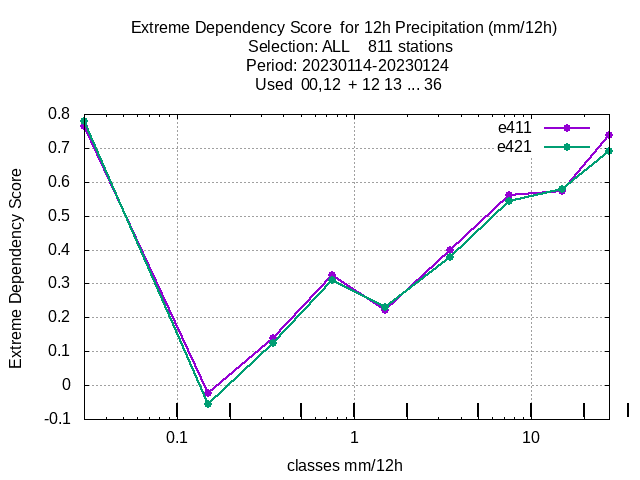 Extreme Dependency Score  for 12h Precipitation (mm/12h)
Selection: ALL    811 stations
Period: 20230114-20230124
Used  00,12  + 12 13 ... 36
e411
e421
Extreme Dependency Score
0.8
0.7
0.6
0.5
0.4
0.3
0.2
0.1
0
-0.1
0.1 1 10
classes mm/12h